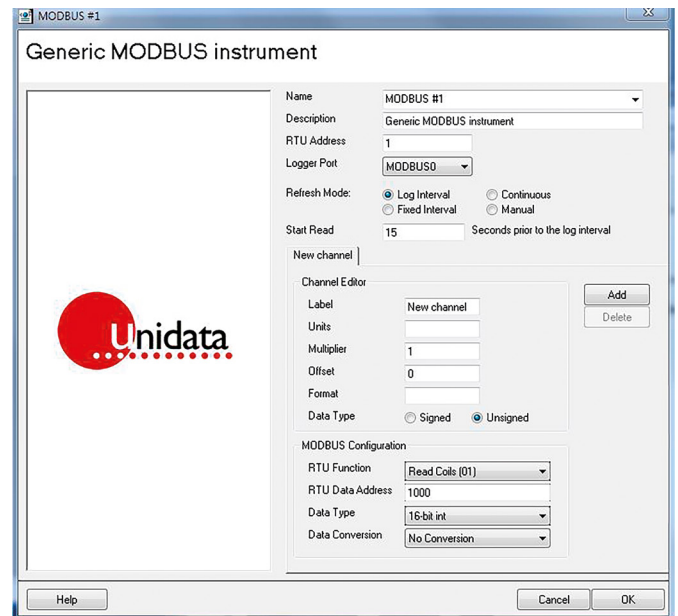 MODBUS #1
Generic MODBUS instrument
Name MODBUS #1
Description Generic MODBUS instrument
RTU Address 1
Logger Port MODBUS0
Refresh Mode: Log Interval Continuous
Fixed Interval Manual
Start Read 15 Seconds prior to the log interval
New channel
Channel Editor
Add
Label New channel
Delete
Units
Multiplier 1
Offset 0
Format
Data Type Signed Unsigned
Unidata
MODBUS Configuration
RTU Function Read Coils (01)
RTU Data Address 1000
Data Type 16-bit int
Data Conversion No Conversion
Help Cancel OK